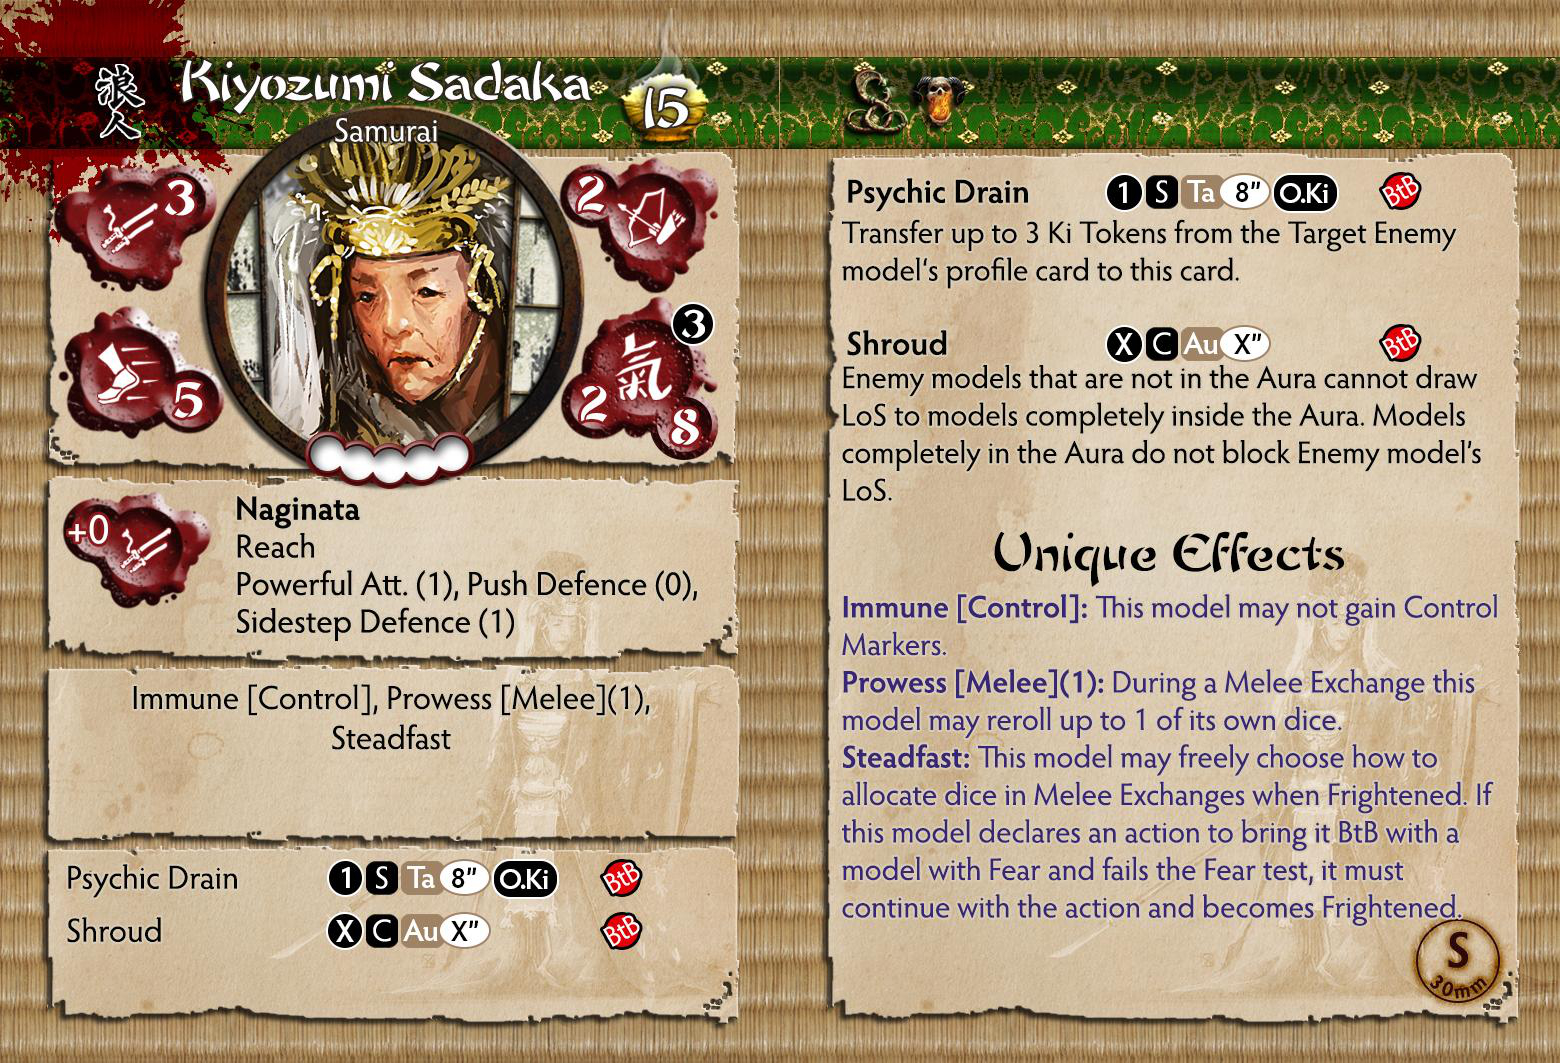 浪人
Kiyozumi Sadaka
15
Samurai
3
2
5
氣
3
2
8
+0
Naginata
Reach
Powerful Att. (1), Push Defence (0),
Sidestep Defence (1)
Immune [Control], Prowess [Melee](1),
Steadfast
Psychic Drain 1 S Ta 8" O.Ki BtB
Shroud X C Au X" BtB
Psychic Drain 1 S Ta 8" O.Ki BtB
Transfer up to 3 Ki Tokens from the Target Enemy
model's profile card to this card.
Shroud X C Au X" BtB
Enemy models that are not in the Aura cannot draw
LoS to models completely inside the Aura. Models
completely in the Aura do not block Enemy model's
LoS.
Unique Effects
Immune [Control]: This model may not gain Control
Markers.
Prowess [Melee](1): During a Melee Exchange this
model may reroll up to 1 of its own dice.
Steadfast: This model may freely choose how to
allocate dice in Melee Exchanges when Frightened. If
this model declares an action to bring it BtB with a
model with Fear and fails the Fear test, it must
continue with the action and becomes Frightened.
S
30mm